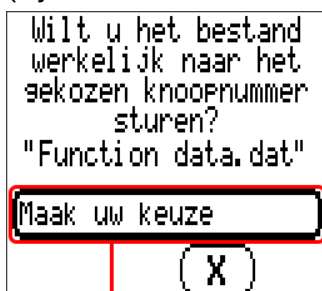 Wilt u het bestand
werkelijk naar het
gekozen knoopnummer
sturen?
"Function data.dat"
Maak uw keuze
X